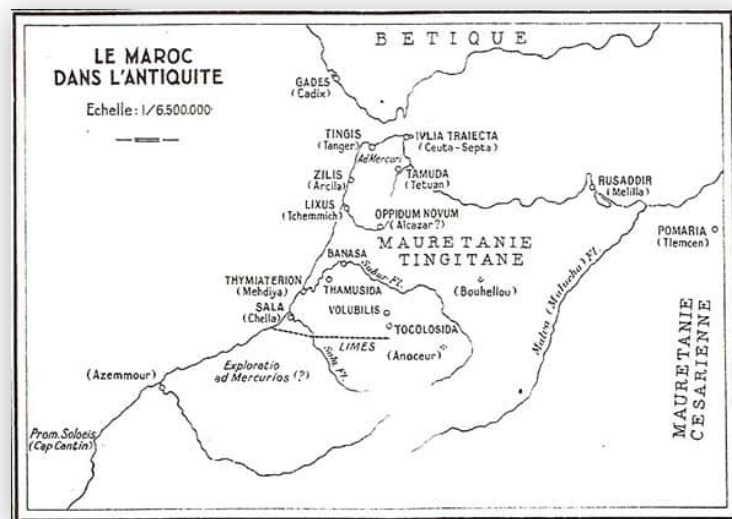 LE MAROC
DANS L'ANTIQUITE
Echelle: 1/6.500.000
BETIQUE
GADES
(Cadix)
TINGIS
(Tanger)
IVLIA TRAIECTA
(Ceuta-Septa)
Ad Mercuri
ZILIS
(Arcila)
TAMUDA
(Tetuan)
RUSADDIR
(Melilla)
LIXUS
(Tchemmich)
OPPIDUM NOVUM
(Alcazar?)
POMARIA
(Tlemcen)
MAURETANIE
TINGITANE
BANASA
Subur Fl.
THYMIATERION
(Mehdiya)
THAMUSIDA
(Bouhellou)
Malva (Mulucha) Fl.
SALA
(Chella)
VOLUBILIS
TOCOLOSIDA
LIMES
(Anoceur)
Sala Fl.
Exploratio
ad Mercurios (?)
(Azemmour)
Prom. Soloeis
(Cap Cantin)
MAURETANIE
CESARIENNE